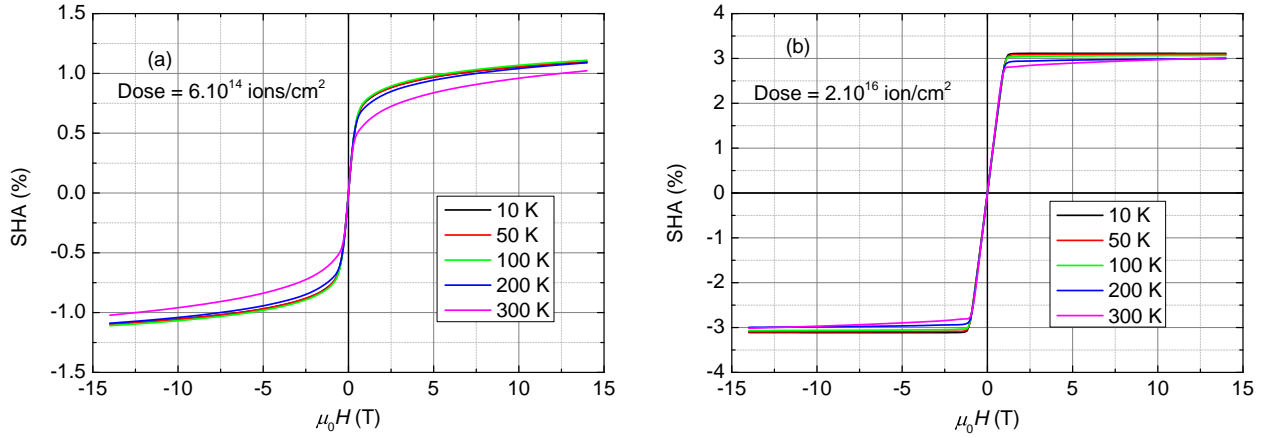 (a)
Dose = 6.10^14 ions/cm^2
SHA (%)
1.5
1.0
0.5
0.0
-0.5
-1.0
-1.5
10 K
50 K
100 K
200 K
300 K
-15 -10 -5 0 5 10 15
μ₀H (T)
(b)
Dose = 2.10^16 ion/cm^2
SHA (%)
4
3
2
1
0
-1
-2
-3
-4
10 K
50 K
100 K
200 K
300 K
-15 -10 -5 0 5 10 15
μ₀H (T)